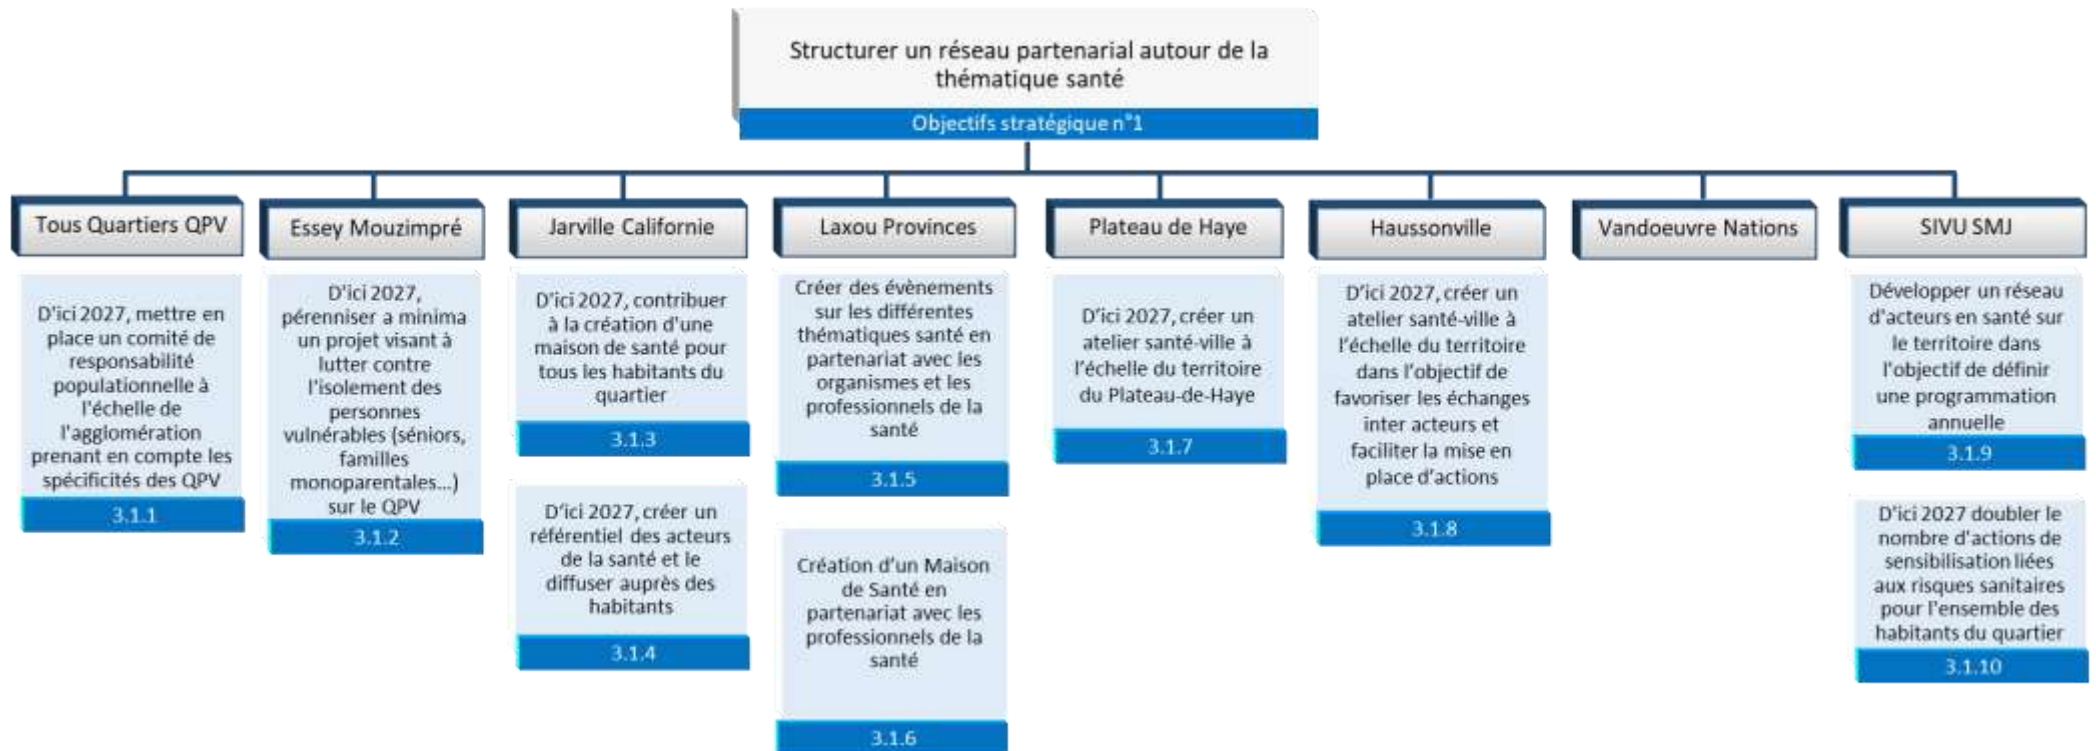 Structurer un réseau partenarial autour de la
thématique santé
Objectifs stratégique n°1
Tous Quartiers QPV
D'ici 2027, mettre en
place un comité de
responsabilité
populationnelle à
l'échelle de
l'agglomération
prenant en compte les
spécificités des QPV
3.1.1
Essey Mouzimpré
D'ici 2027,
pérenniser a minima
un projet visant à
lutter contre
l'isolement des
personnes
vulnérables (séniors,
familles
monoparentales...)
sur le QPV
3.1.2
Jarville Californie
D'ici 2027, contribuer
à la création d'une
maison de santé pour
tous les habitants du
quartier
3.1.3
D'ici 2027, créer un
référentiel des acteurs
de la santé et le
diffuser auprès des
habitants
3.1.4
Laxou Provinces
Créer des évènements
sur les différentes
thématiques santé en
partenariat avec les
organismes et les
professionnels de la
santé
3.1.5
Création d'un Maison
de Santé en
partenariat avec les
professionnels de la
santé
3.1.6
Plateau de Haye
D'ici 2027, créer un
atelier santé-ville à
l'échelle du territoire
du Plateau-de-Haye
3.1.7
Haussonville
D'ici 2027, créer un
atelier santé-ville à
l'échelle du territoire
dans l'objectif de
favoriser les échanges
inter acteurs et
faciliter la mise en
place d'actions
3.1.8
Vandoeuvre Nations
SIVU SMJ
Développer un réseau
d'acteurs en santé sur
le territoire dans
l'objectif de définir
une programmation
annuelle
3.1.9
D'ici 2027 doubler le
nombre d'actions de
sensibilisation liées
aux risques sanitaires
pour l'ensemble des
habitants du quartier
3.1.10